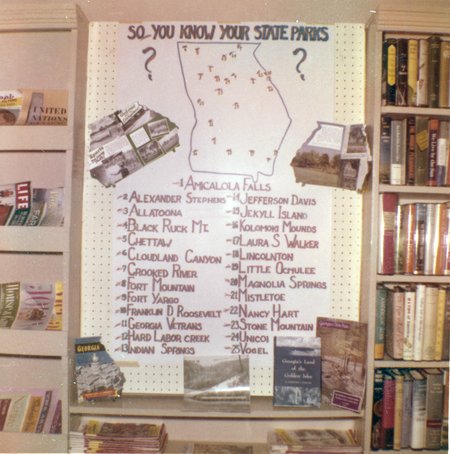 SO- YOU KNOW YOUR STATE PARKS
? ?
-1 AMICALOLA FALLS
-2 ALEXANDER STEPHENS
-3 ALLATOONA
-4 BLACK RUCK MT.
-5 CHETTAW
-6 CLOUDLAND CANYON
-7 CROOKED RIVER
-8 FORT MOUNTAIN
-9 FORT YARGO
-10 FRANKLIN D ROOSEVELT
-11 GEORGIA VETRANS
-12 HARD LABOR CREEK
-13 INDIAN SPRINGS
-14 JEFFERSON DAVIS
-15 JEKYLL ISLAND
-16 KOLOMOKI MOUNDS
-17 LAURA S WALKER
-18 LINCOLNTON
-19 LITTLE OCMULEE
-20 MAGNOLIA SPRINGS
-21 MISTLETOE
-22 NANCY HART
-23 STONE MOUNTAIN
-24 UNICOI
-25 VOGEL
UNITED
NATIONS
LIFE
GEORGIA
Georgia's Land
of the
Golden Isles